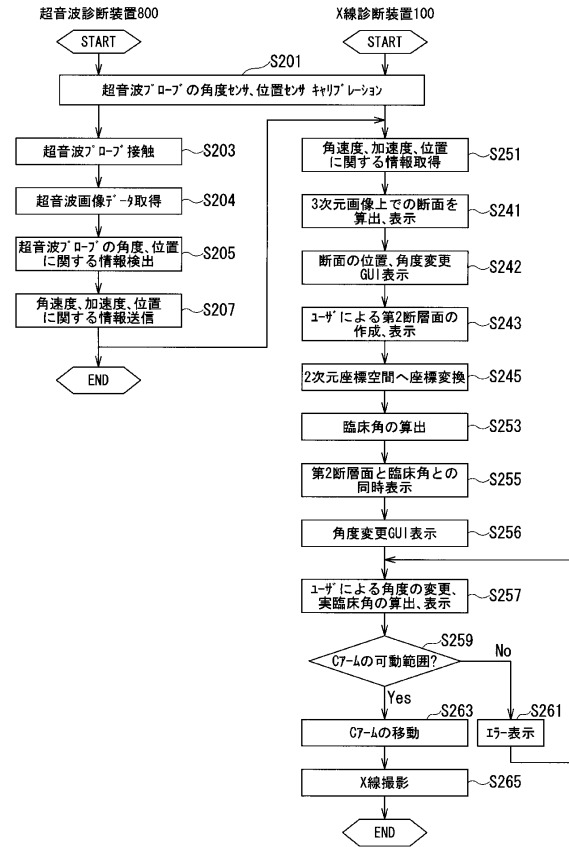 超音波診断装置800
START
X線診断装置100
START
S201
超音波プローブの角度センサ、位置センサ キャリブレーション
超音波プローブ接触
S203
超音波画像データ取得
S204
超音波プローブの角度、位置
に関する情報検出
S205
角速度、加速度、位置
に関する情報送信
S207
END
角速度、加速度、位置
に関する情報取得
S251
3次元画像上での断面を
算出、表示
S241
断面の位置、角度変更
GUI表示
S242
ユーザによる第2断層面の
作成、表示
S243
2次元座標空間へ座標変換
S245
臨床角の算出
S253
第2断層面と臨床角との
同時表示
S255
角度変更GUI表示
S256
ユーザによる角度の変更、
実臨床角の算出、表示
S257
S259
Cアームの可動範囲?
No
Yes
S263
Cアームの移動
S261
エラー表示
X線撮影
S265
END